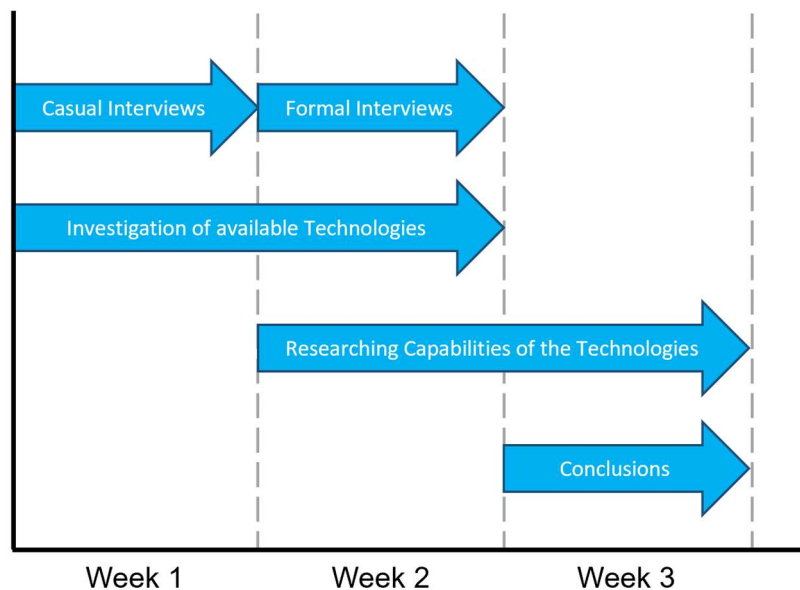 Casual Interviews
Formal Interviews
Investigation of available Technologies
Researching Capabilities of the Technologies
Conclusions
Week 1
Week 2
Week 3